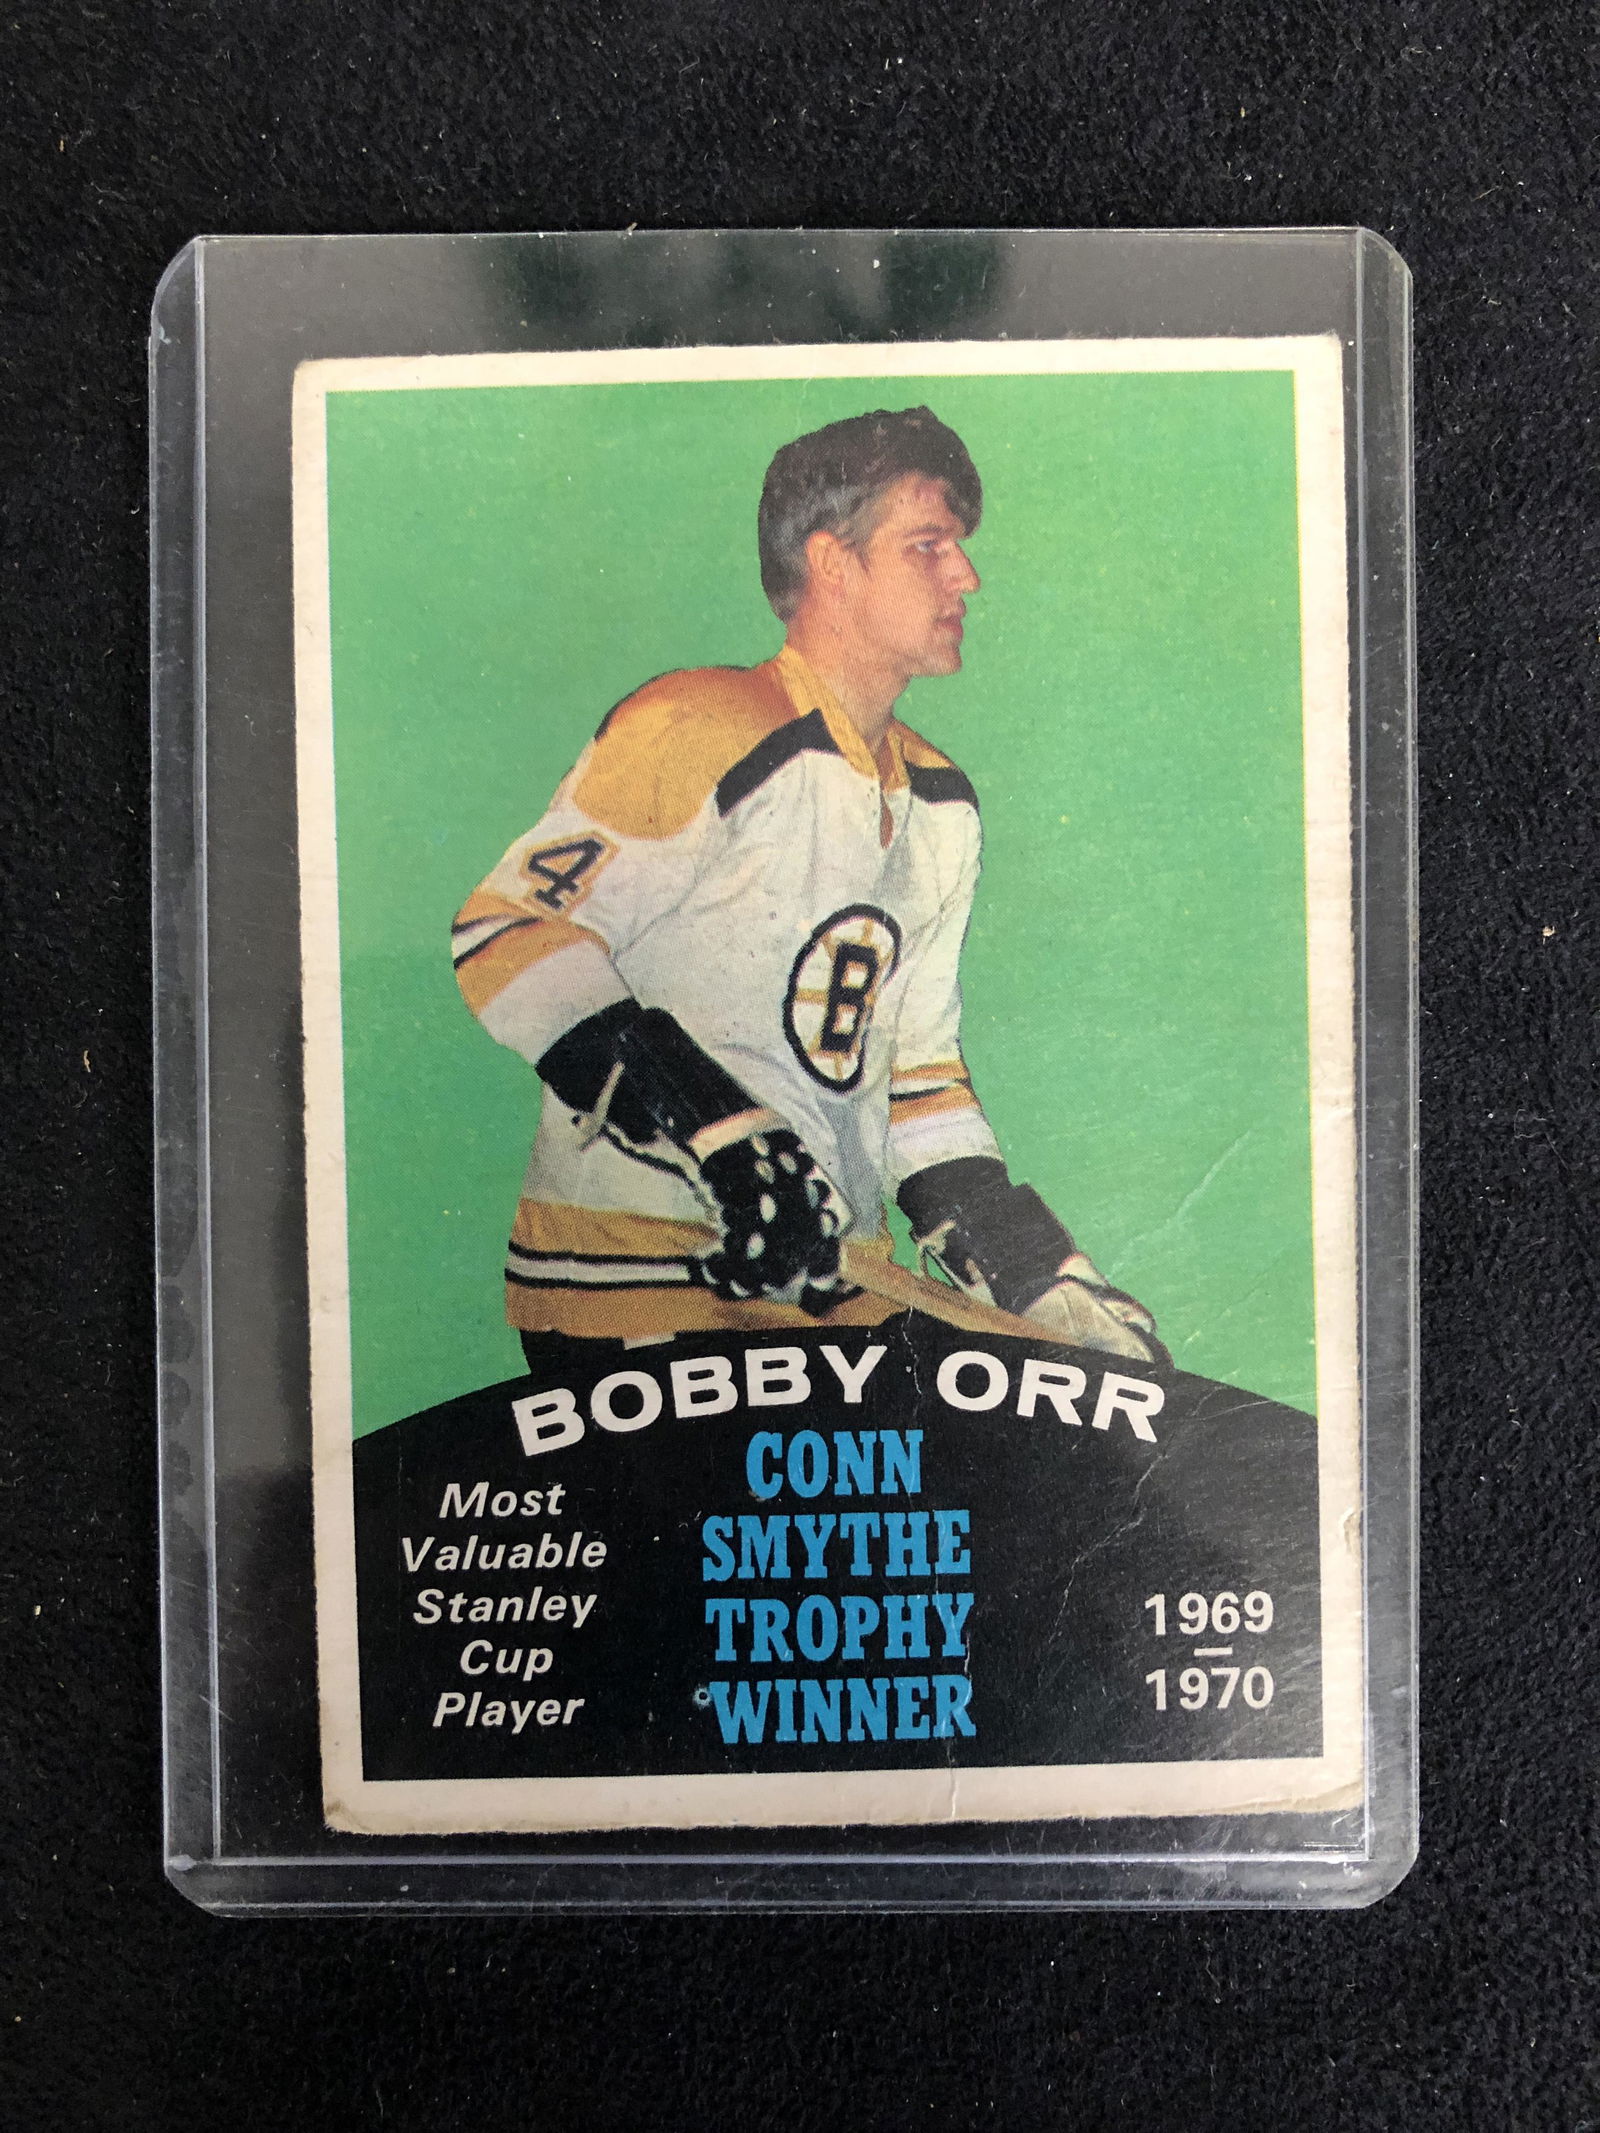 4
B
BOBBY ORR
CONN
SMYTHE
TROPHY
WINNER
Most
Valuable
Stanley
Cup
Player
1969
—
1970